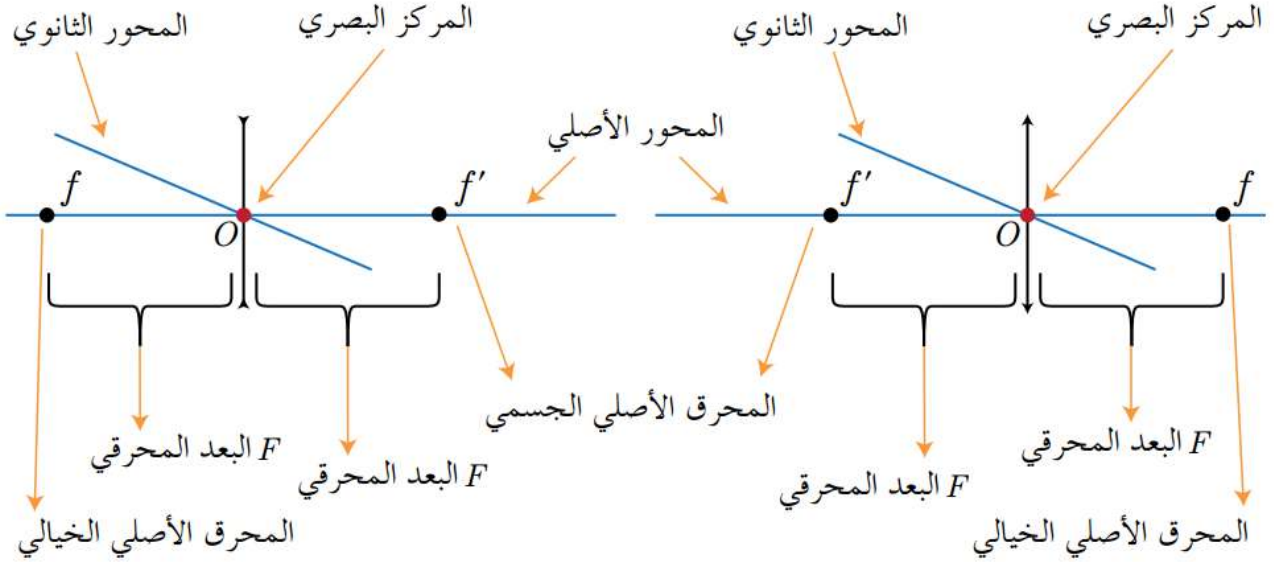 المركز البصري
المحور الثانوي
المركز البصري
المحور الثانوي
المحور الأصلي
f
f′
f′
f
O
O
المحرق الأصلي الجسمي
F البعد المحرقي
F البعد المحرقي
F البعد المحرقي
F البعد المحرقي
المحرق الأصلي الخيالي
المحرق الأصلي الخيالي